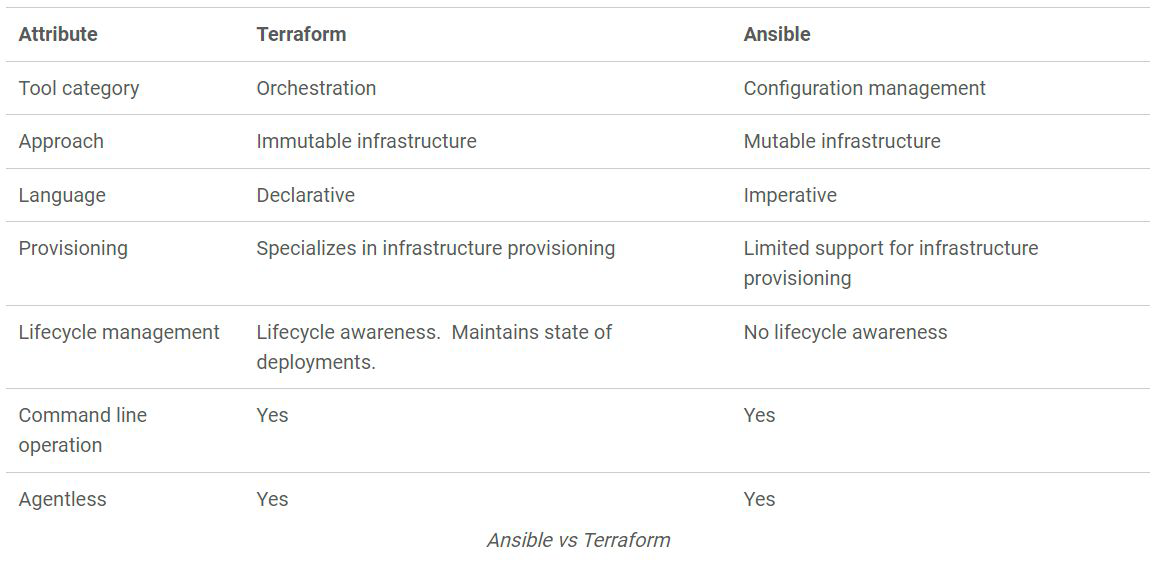 Attribute Terraform Ansible
Tool category Orchestration Configuration management
Approach Immutable infrastructure Mutable infrastructure
Language Declarative Imperative
Provisioning Specializes in infrastructure provisioning Limited support for infrastructure
provisioning
Lifecycle management Lifecycle awareness.  Maintains state of No lifecycle awareness
deployments.
Command line Yes Yes
operation
Agentless Yes Yes
Ansible vs Terraform